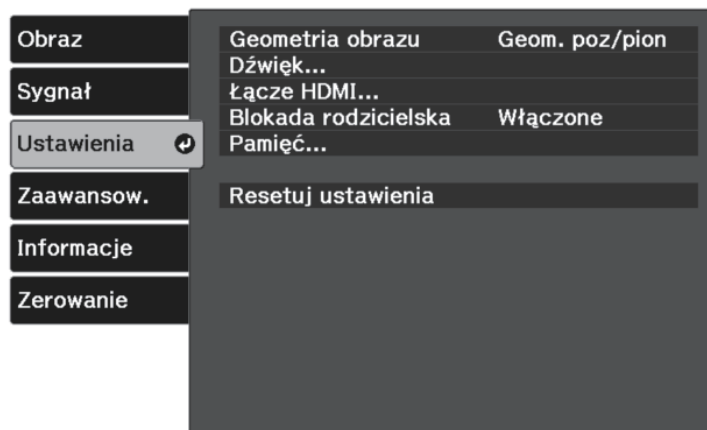 Obraz
Sygnał
Ustawienia
Zaawansow.
Informacje
Zerowanie
Geometria obrazu Geom. poz/pion
Dźwięk...
Łącze HDMI...
Blokada rodzicielska Włączone
Pamięć...
Resetuj ustawienia